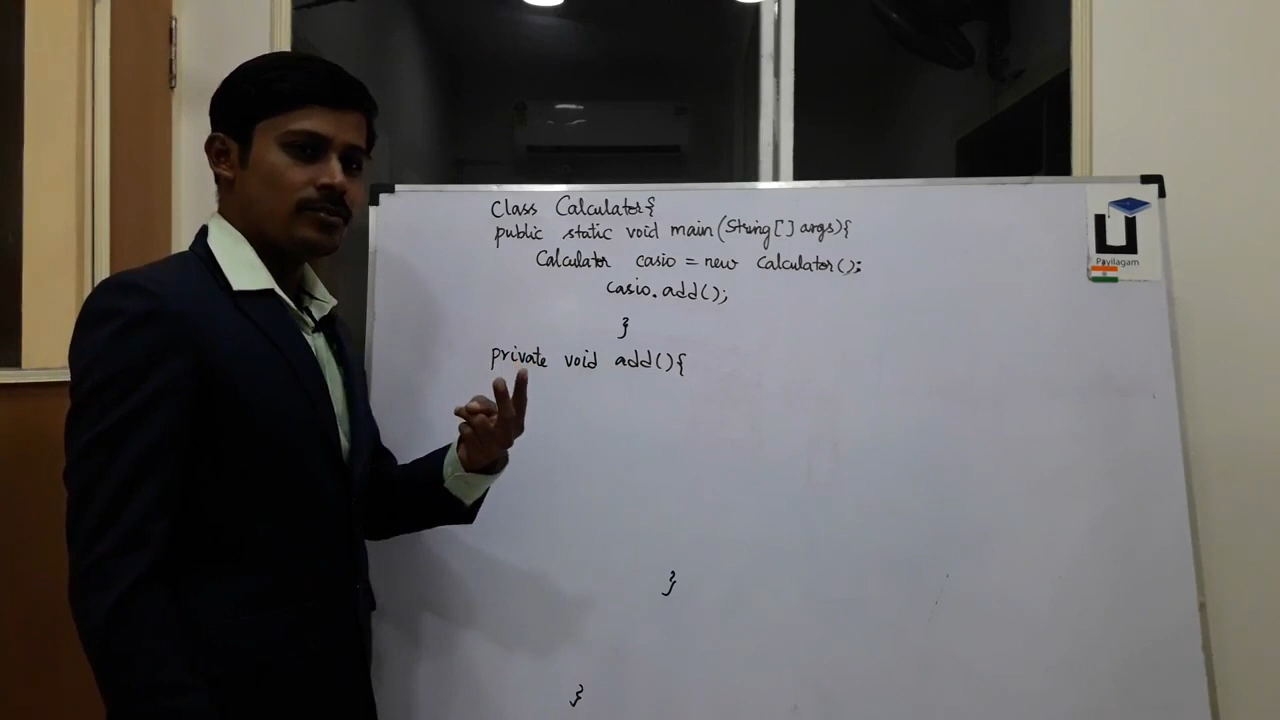 Class Calculator{
public static void main(String[] args){
Calculator casio = new Calculator();
casio.add();
}
private void add(){
}
}
Payilagam